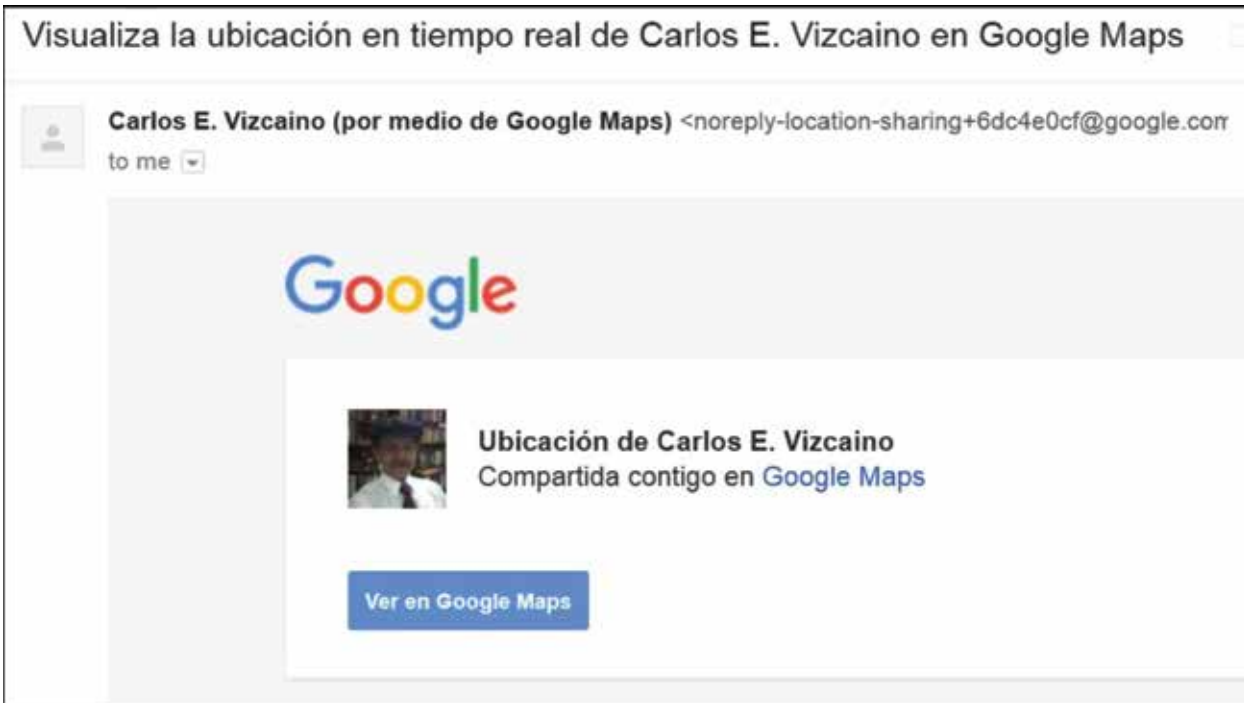 Visualiza la ubicación en tiempo real de Carlos E. Vizcaino en Google Maps
Carlos E. Vizcaino (por medio de Google Maps) <noreply-location-sharing+6dc4e0cf@google.com
to me
Google
Ubicación de Carlos E. Vizcaino
Compartida contigo en Google Maps
Ver en Google Maps